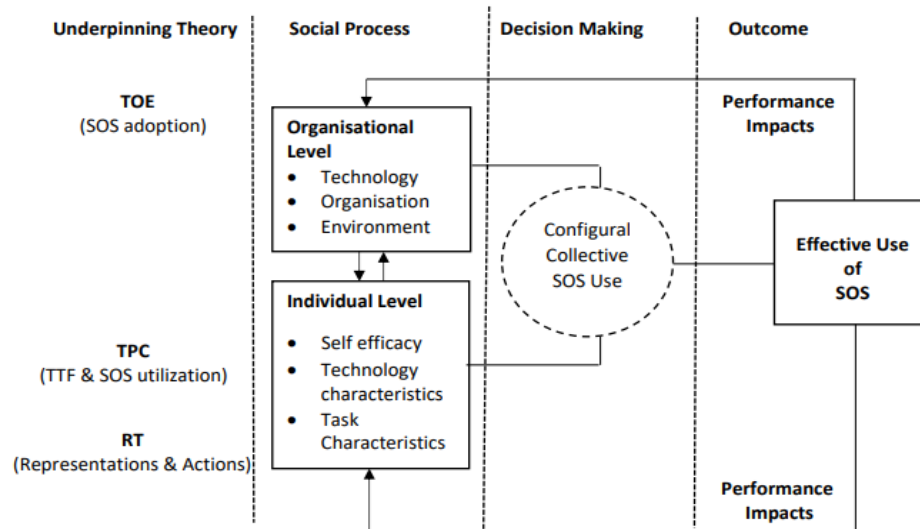 Underpinning Theory
Social Process
Decision Making
Outcome
TOE
(SOS adoption)
Organisational
Level
• Technology
• Organisation
• Environment
Performance
Impacts
Configural
Collective
SOS Use
Effective Use
of
SOS
Individual Level
• Self efficacy
• Technology
characteristics
• Task
Characteristics
TPC
(TTF & SOS utilization)
RT
(Representations & Actions)
Performance
Impacts